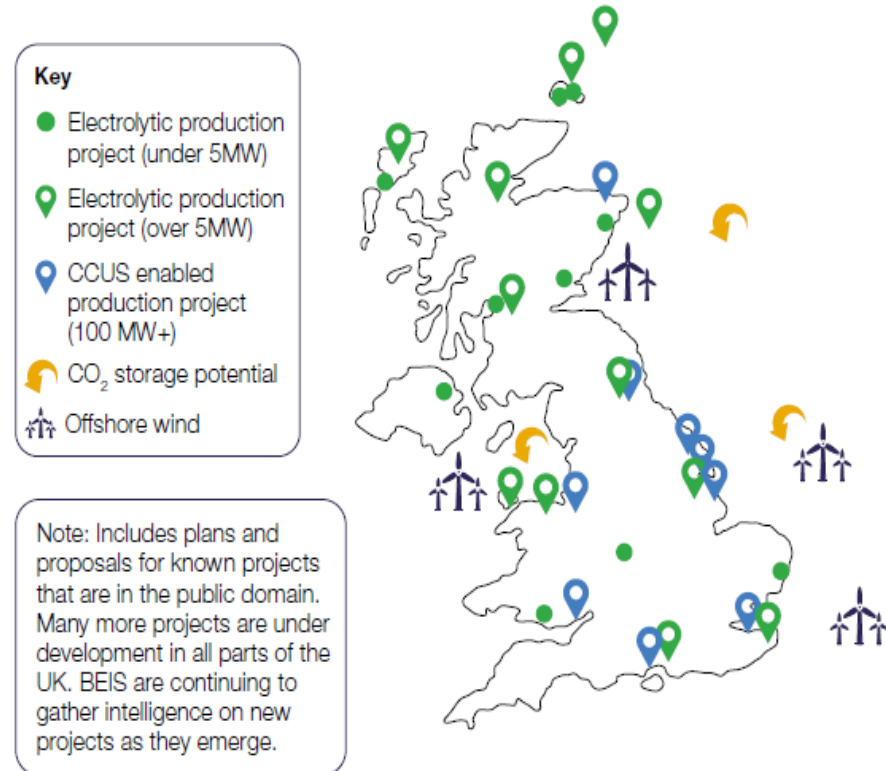 Key
Electrolytic production
project (under 5MW)
Electrolytic production
project (over 5MW)
CCUS enabled
production project
(100 MW+)
CO₂ storage potential
Offshore wind
Note: Includes plans and
proposals for known projects
that are in the public domain.
Many more projects are under
development in all parts of the
UK. BEIS are continuing to
gather intelligence on new
projects as they emerge.